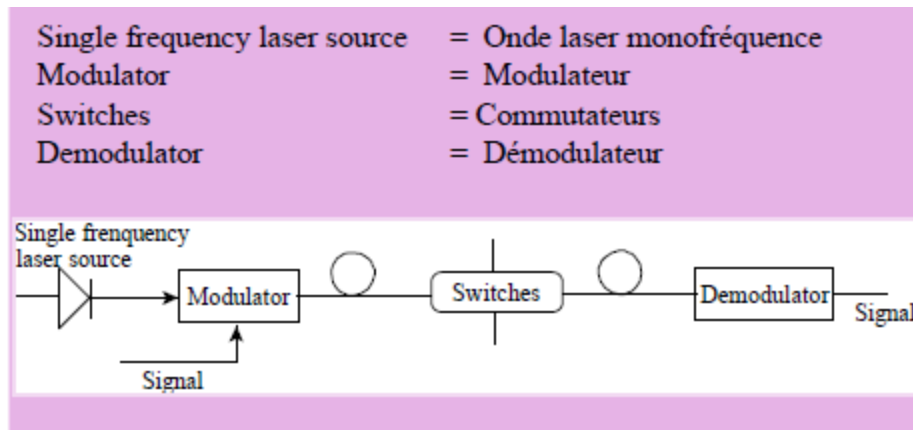 Single frequency laser source = Onde laser monofréquence
Modulator = Modulateur
Switches = Commutateurs
Demodulator = Démodulateur
Single frenquency
laser source
Modulator
Switches
Demodulator
Signal
Signal